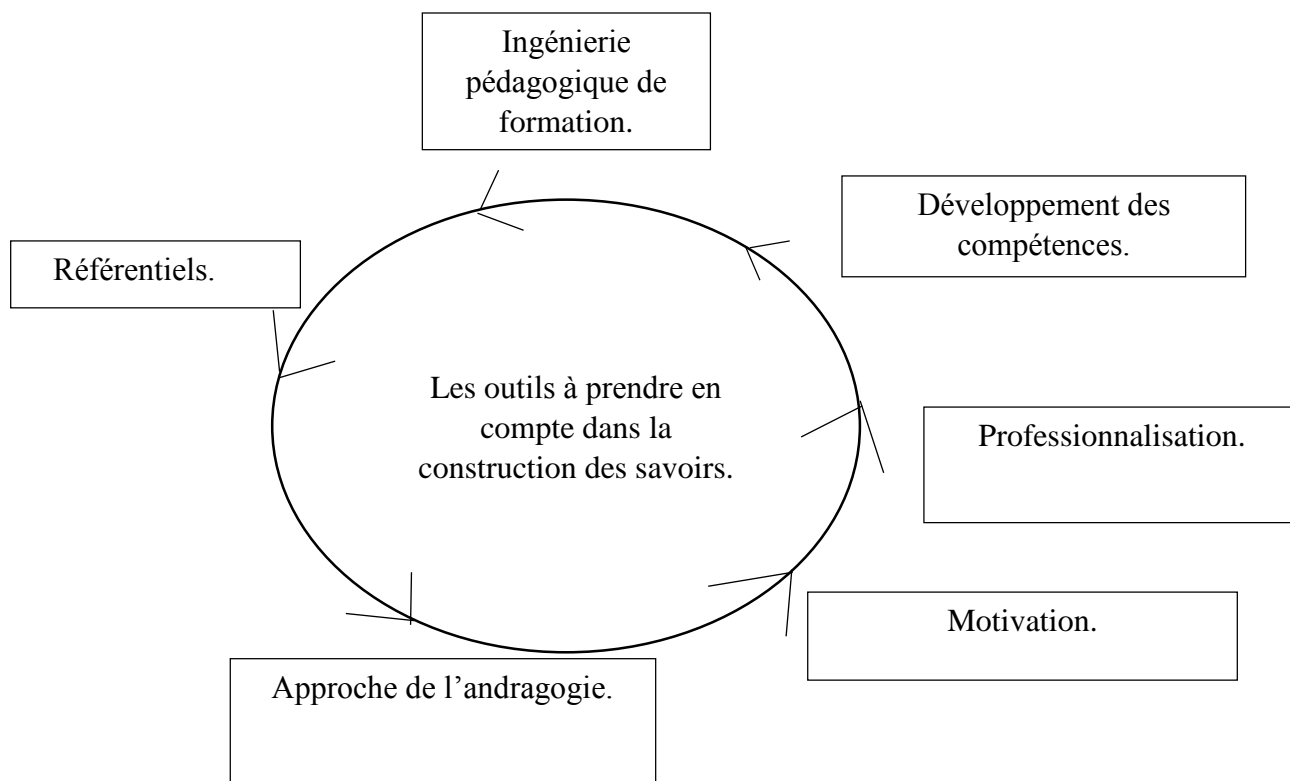 Ingénierie
pédagogique de
formation.
Développement des
compétences.
Référentiels.
Les outils à prendre en
compte dans la
construction des savoirs.
Professionnalisation.
Motivation.
Approche de l’andragogie.